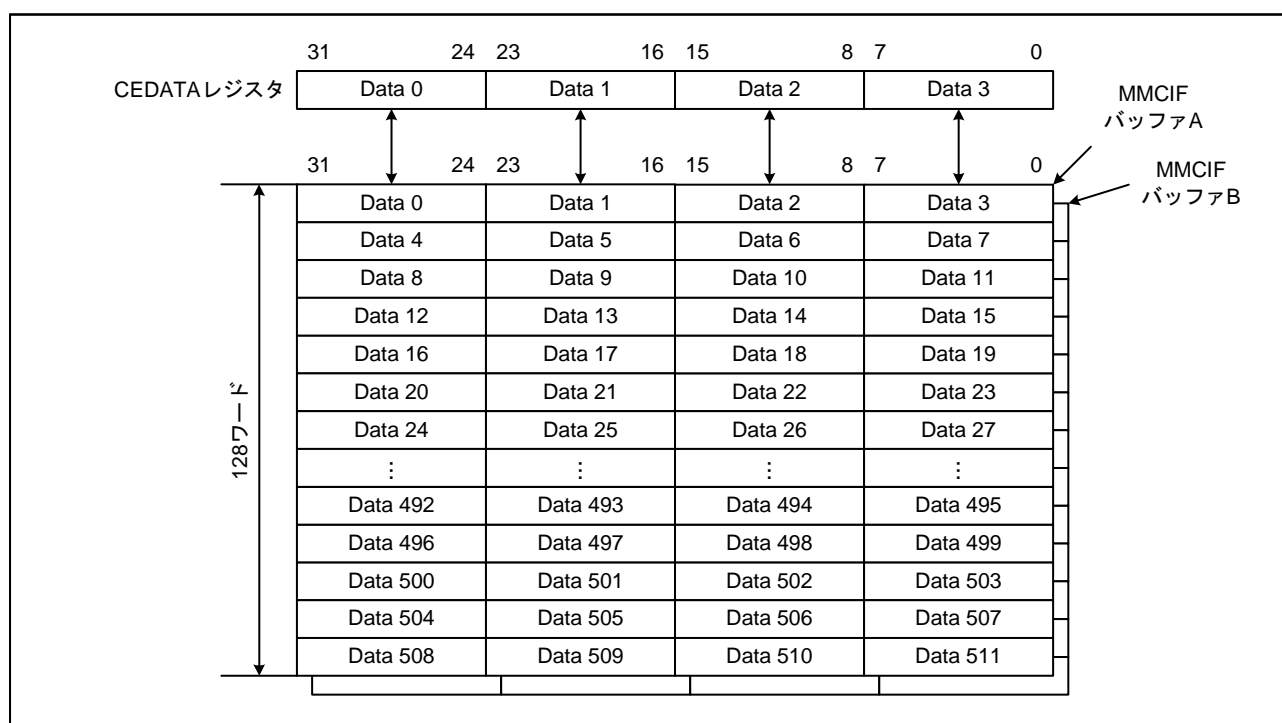 31 24 23 16 15 8 7 0
CEDATAレジスタ Data 0 Data 1 Data 2 Data 3
MMCIF
バッファA
31 24 23 16 15 8 7 0
MMCIF
バッファB
128ワード
Data 0 Data 1 Data 2 Data 3
Data 4 Data 5 Data 6 Data 7
Data 8 Data 9 Data 10 Data 11
Data 12 Data 13 Data 14 Data 15
Data 16 Data 17 Data 18 Data 19
Data 20 Data 21 Data 22 Data 23
Data 24 Data 25 Data 26 Data 27
⋮ ⋮ ⋮ ⋮
Data 492 Data 493 Data 494 Data 495
Data 496 Data 497 Data 498 Data 499
Data 500 Data 501 Data 502 Data 503
Data 504 Data 505 Data 506 Data 507
Data 508 Data 509 Data 510 Data 511